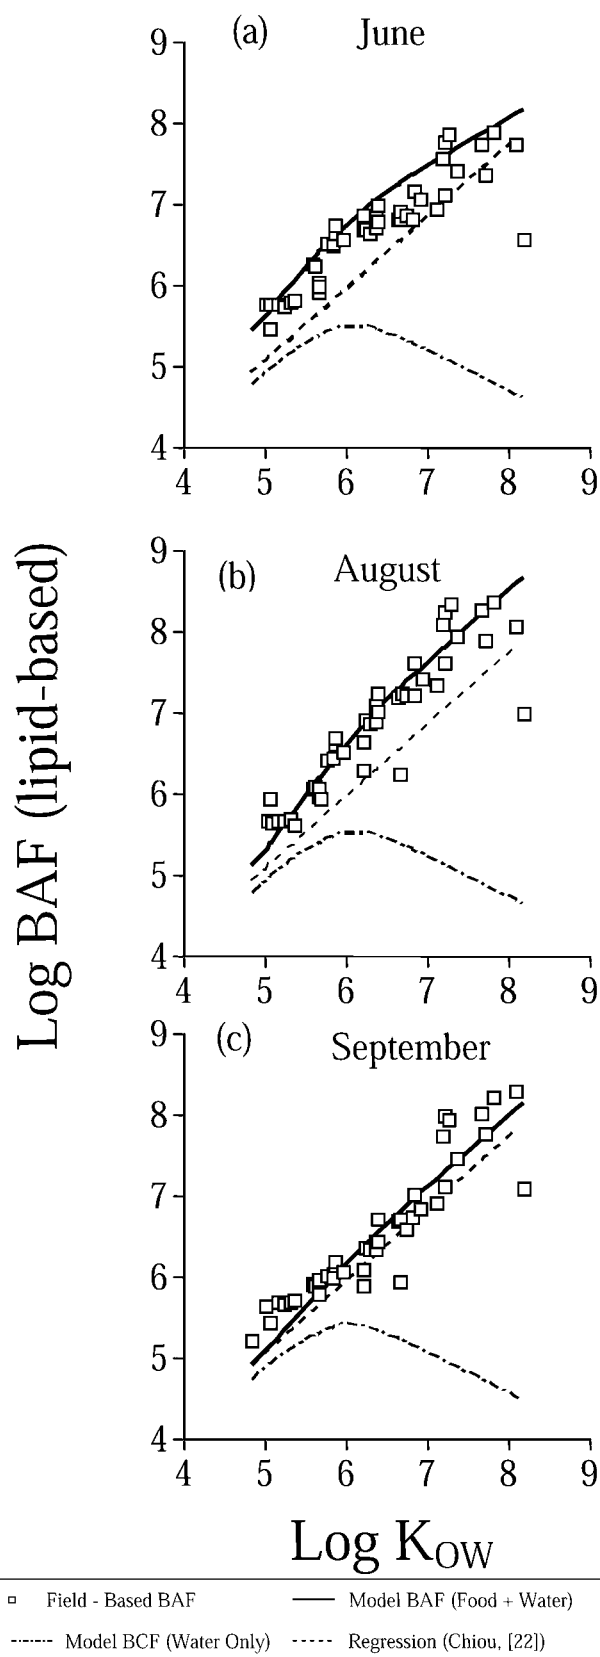 (a) June
9
8
7
6
5
4
4 5 6 7 8 9
Log BAF (lipid-based)
(b) August
9
8
7
6
5
4
4 5 6 7 8 9
(c) September
9
8
7
6
5
4
4 5 6 7 8 9
Log KOW
Field - Based BAF
Model BAF (Food + Water)
Model BCF (Water Only)
Regression (Chiou, [22])